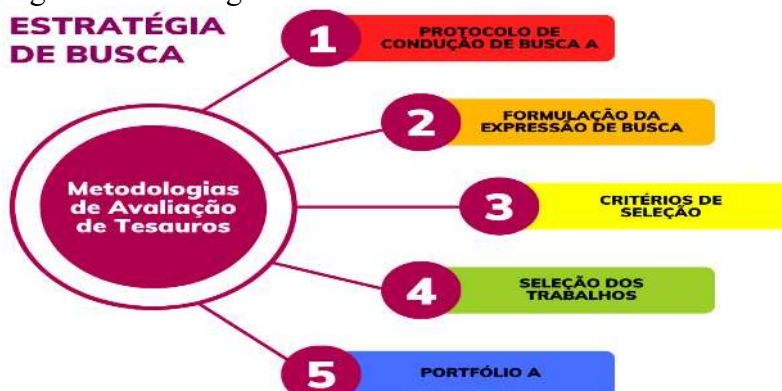 ESTRATÉGIA
DE BUSCA
1
PROTOCOLO DE
CONDUÇÃO DE BUSCA A
2
FORMULAÇÃO DA
EXPRESSÃO DE BUSCA
Metodologias
de Avaliação
de Tesauros
3
CRITÉRIOS DE
SELEÇÃO
4
SELEÇÃO DOS
TRABALHOS
5
PORTFÓLIO A